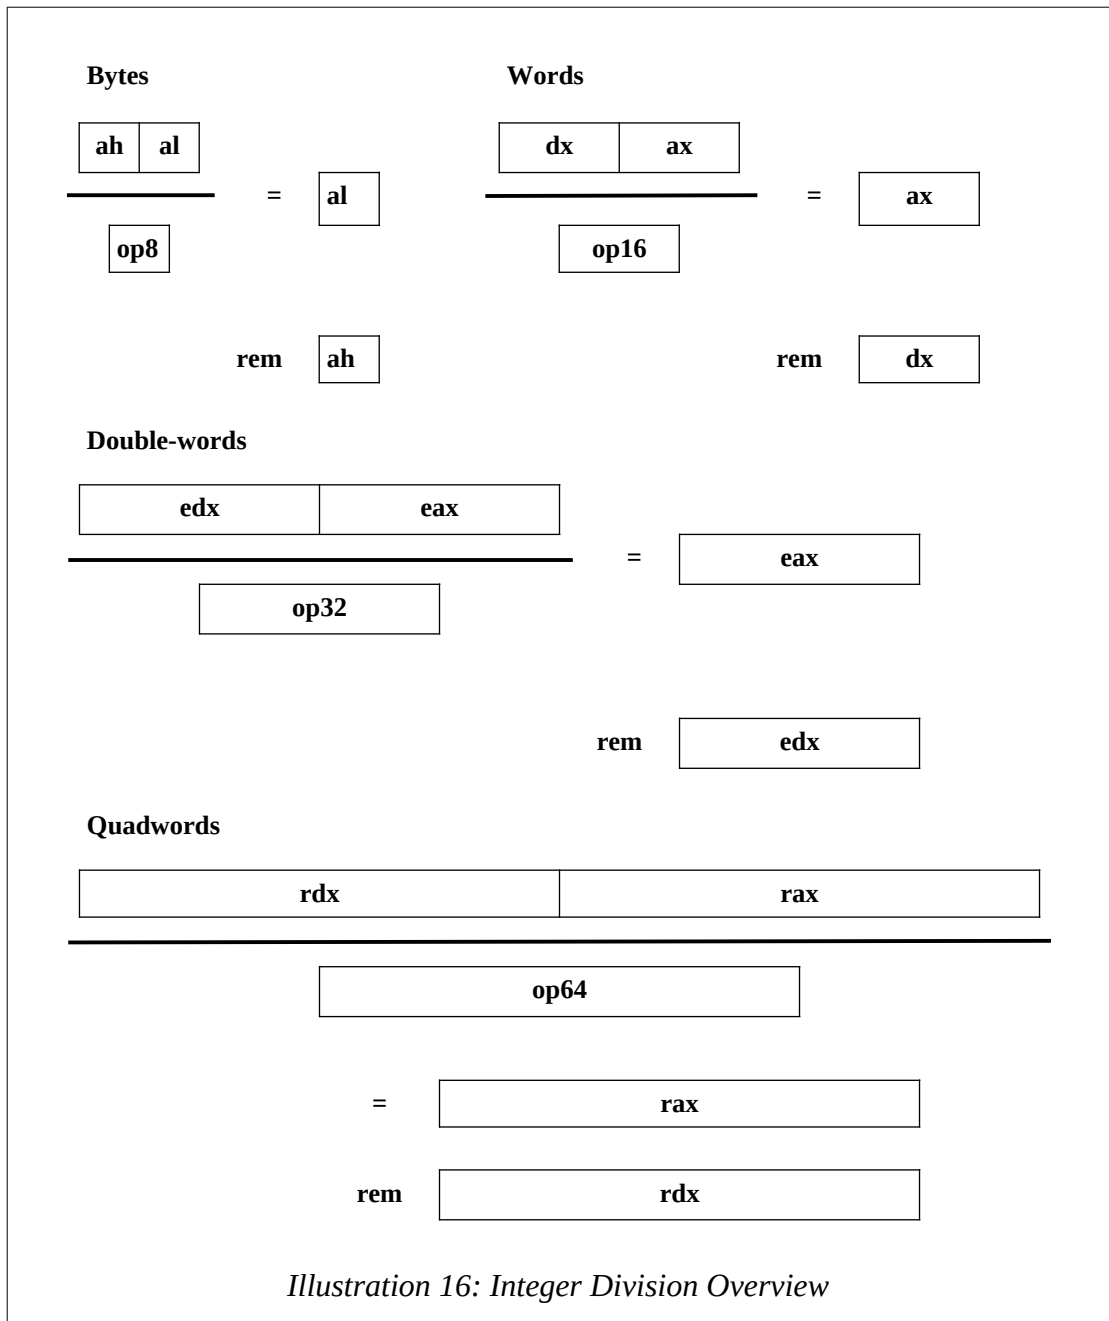 Bytes
ah al
= al
op8
rem ah
Words
dx ax
= ax
op16
rem dx
Double-words
edx eax
= eax
op32
rem edx
Quadwords
rdx rax
op64
= rax
rem rdx
Illustration 16: Integer Division Overview